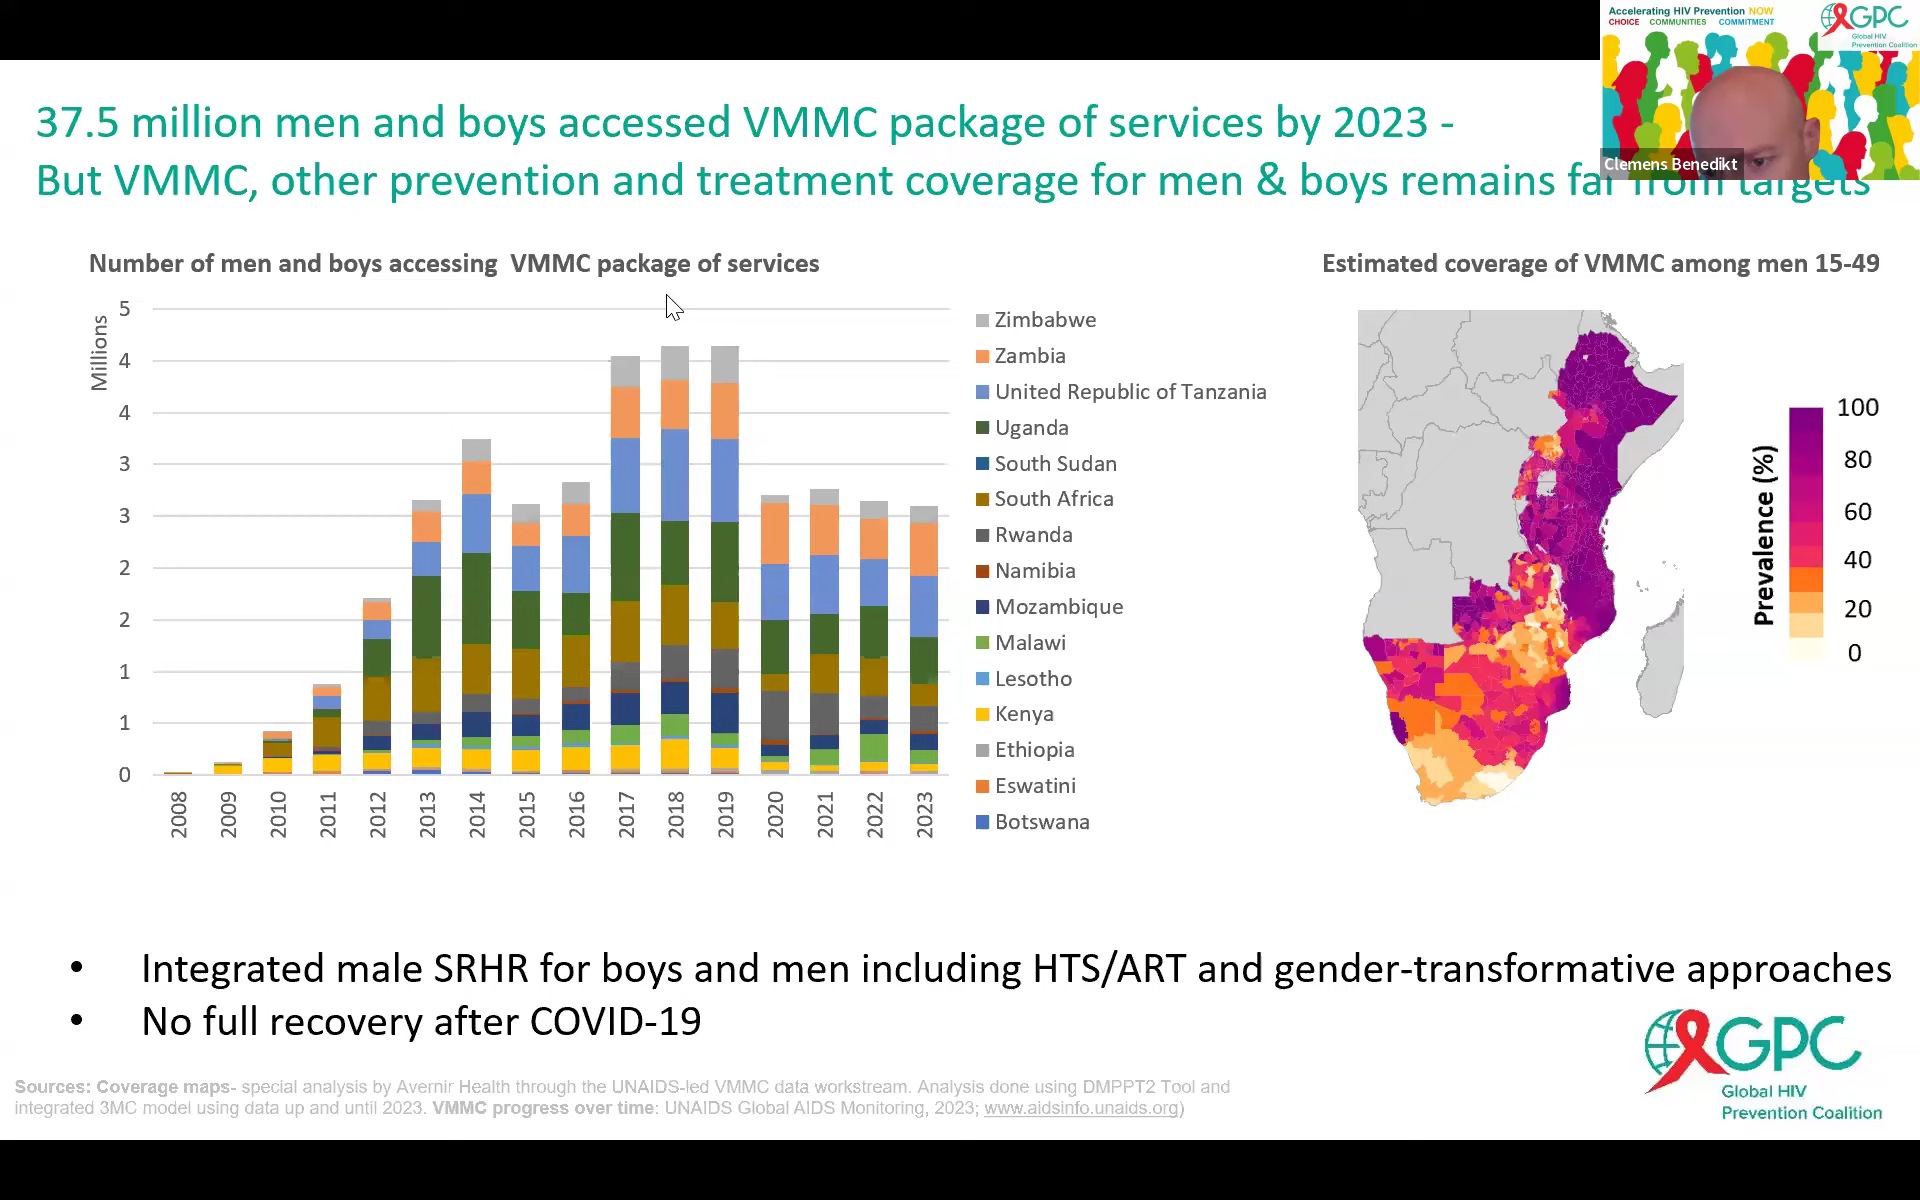 Accelerating HIV Prevention NOW
CHOICE COMMUNITIES COMMITMENT
GPC
Global HIV
Prevention Coalition
Clemens Benedikt
37.5 million men and boys accessed VMMC package of services by 2023 -
But VMMC, other prevention and treatment coverage for men & boys remains far from targets
Number of men and boys accessing VMMC package of services
Millions
5
4
4
3
3
2
2
1
1
0
2008
2009
2010
2011
2012
2013
2014
2015
2016
2017
2018
2019
2020
2021
2022
2023
Zimbabwe
Zambia
United Republic of Tanzania
Uganda
South Sudan
South Africa
Rwanda
Namibia
Mozambique
Malawi
Lesotho
Kenya
Ethiopia
Eswatini
Botswana
Estimated coverage of VMMC among men 15-49
Prevalence (%)
100
80
60
40
20
0
• Integrated male SRHR for boys and men including HTS/ART and gender-transformative approaches
• No full recovery after COVID-19
Sources: Coverage maps- special analysis by Avernir Health through the UNAIDS-led VMMC data workstream. Analysis done using DMPPT2 Tool and
integrated 3MC model using data up and until 2023. VMMC progress over time: UNAIDS Global AIDS Monitoring, 2023; www.aidsinfo.unaids.org)
GPC
Global HIV
Prevention Coalition